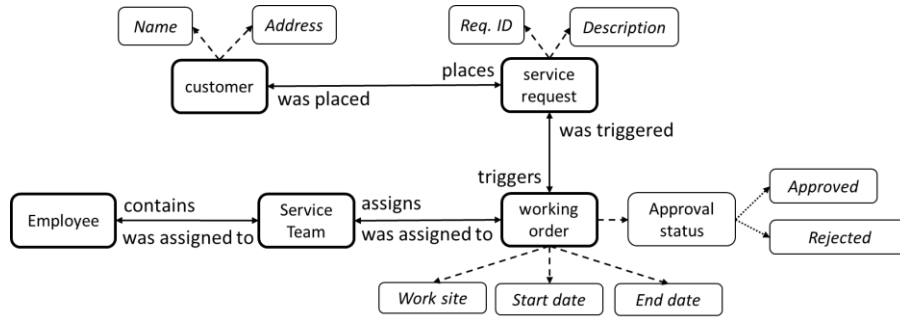 Name
Address
Req. ID
Description
customer
places
was placed
service
request
was triggered
triggers
Employee
contains
was assigned to
Service
Team
assigns
was assigned to
working
order
Approval
status
Approved
Rejected
Work site
Start date
End date